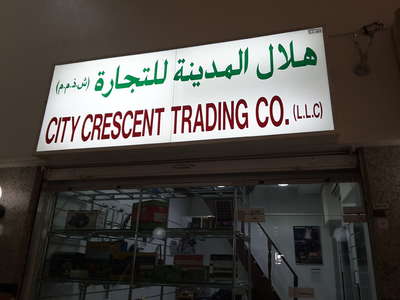 هلال المدينة للتجارة (ش.ذ.م.م)
CITY CRESCENT TRADING CO. (L.L.C)